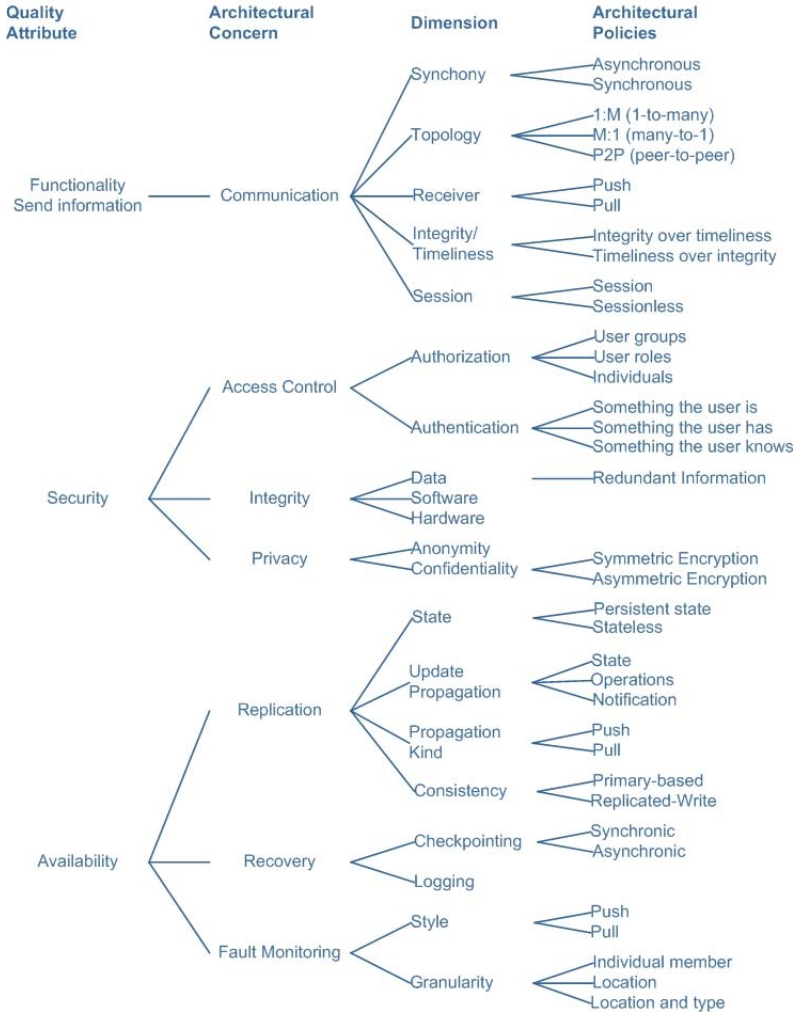 Quality
Attribute
Architectural
Concern
Dimension
Architectural
Policies
Functionality
Send information
Communication
Synchony
Asynchronous
Synchronous
Topology
1:M (1-to-many)
M:1 (many-to-1)
P2P (peer-to-peer)
Receiver
Push
Pull
Integrity/
Timeliness
Integrity over timeliness
Timeliness over integrity
Session
Session
Sessionless
Security
Access Control
Authorization
User groups
User roles
Individuals
Authentication
Something the user is
Something the user has
Something the user knows
Integrity
Data
Redundant Information
Software
Hardware
Privacy
Anonymity
Confidentiality
Symmetric Encryption
Asymmetric Encryption
Availability
Replication
State
Persistent state
Stateless
Update
Propagation
State
Operations
Notification
Propagation
Kind
Push
Pull
Consistency
Primary-based
Replicated-Write
Recovery
Checkpointing
Synchronic
Asynchronic
Logging
Fault Monitoring
Style
Push
Pull
Granularity
Individual member
Location
Location and type